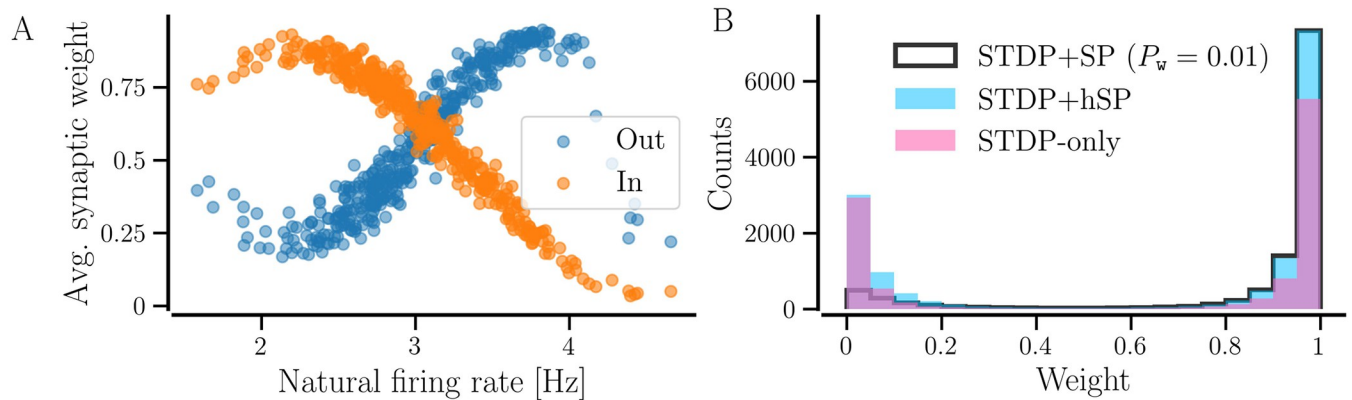 A
Avg. synaptic weight
0.75
0.5
0.25
0
2
3
4
Natural firing rate [Hz]
Out
In
B
Counts
6000
4000
2000
0
0
0.2
0.4
0.6
0.8
1
Weight
STDP+SP (P_w = 0.01)
STDP+hSP
STDP-only